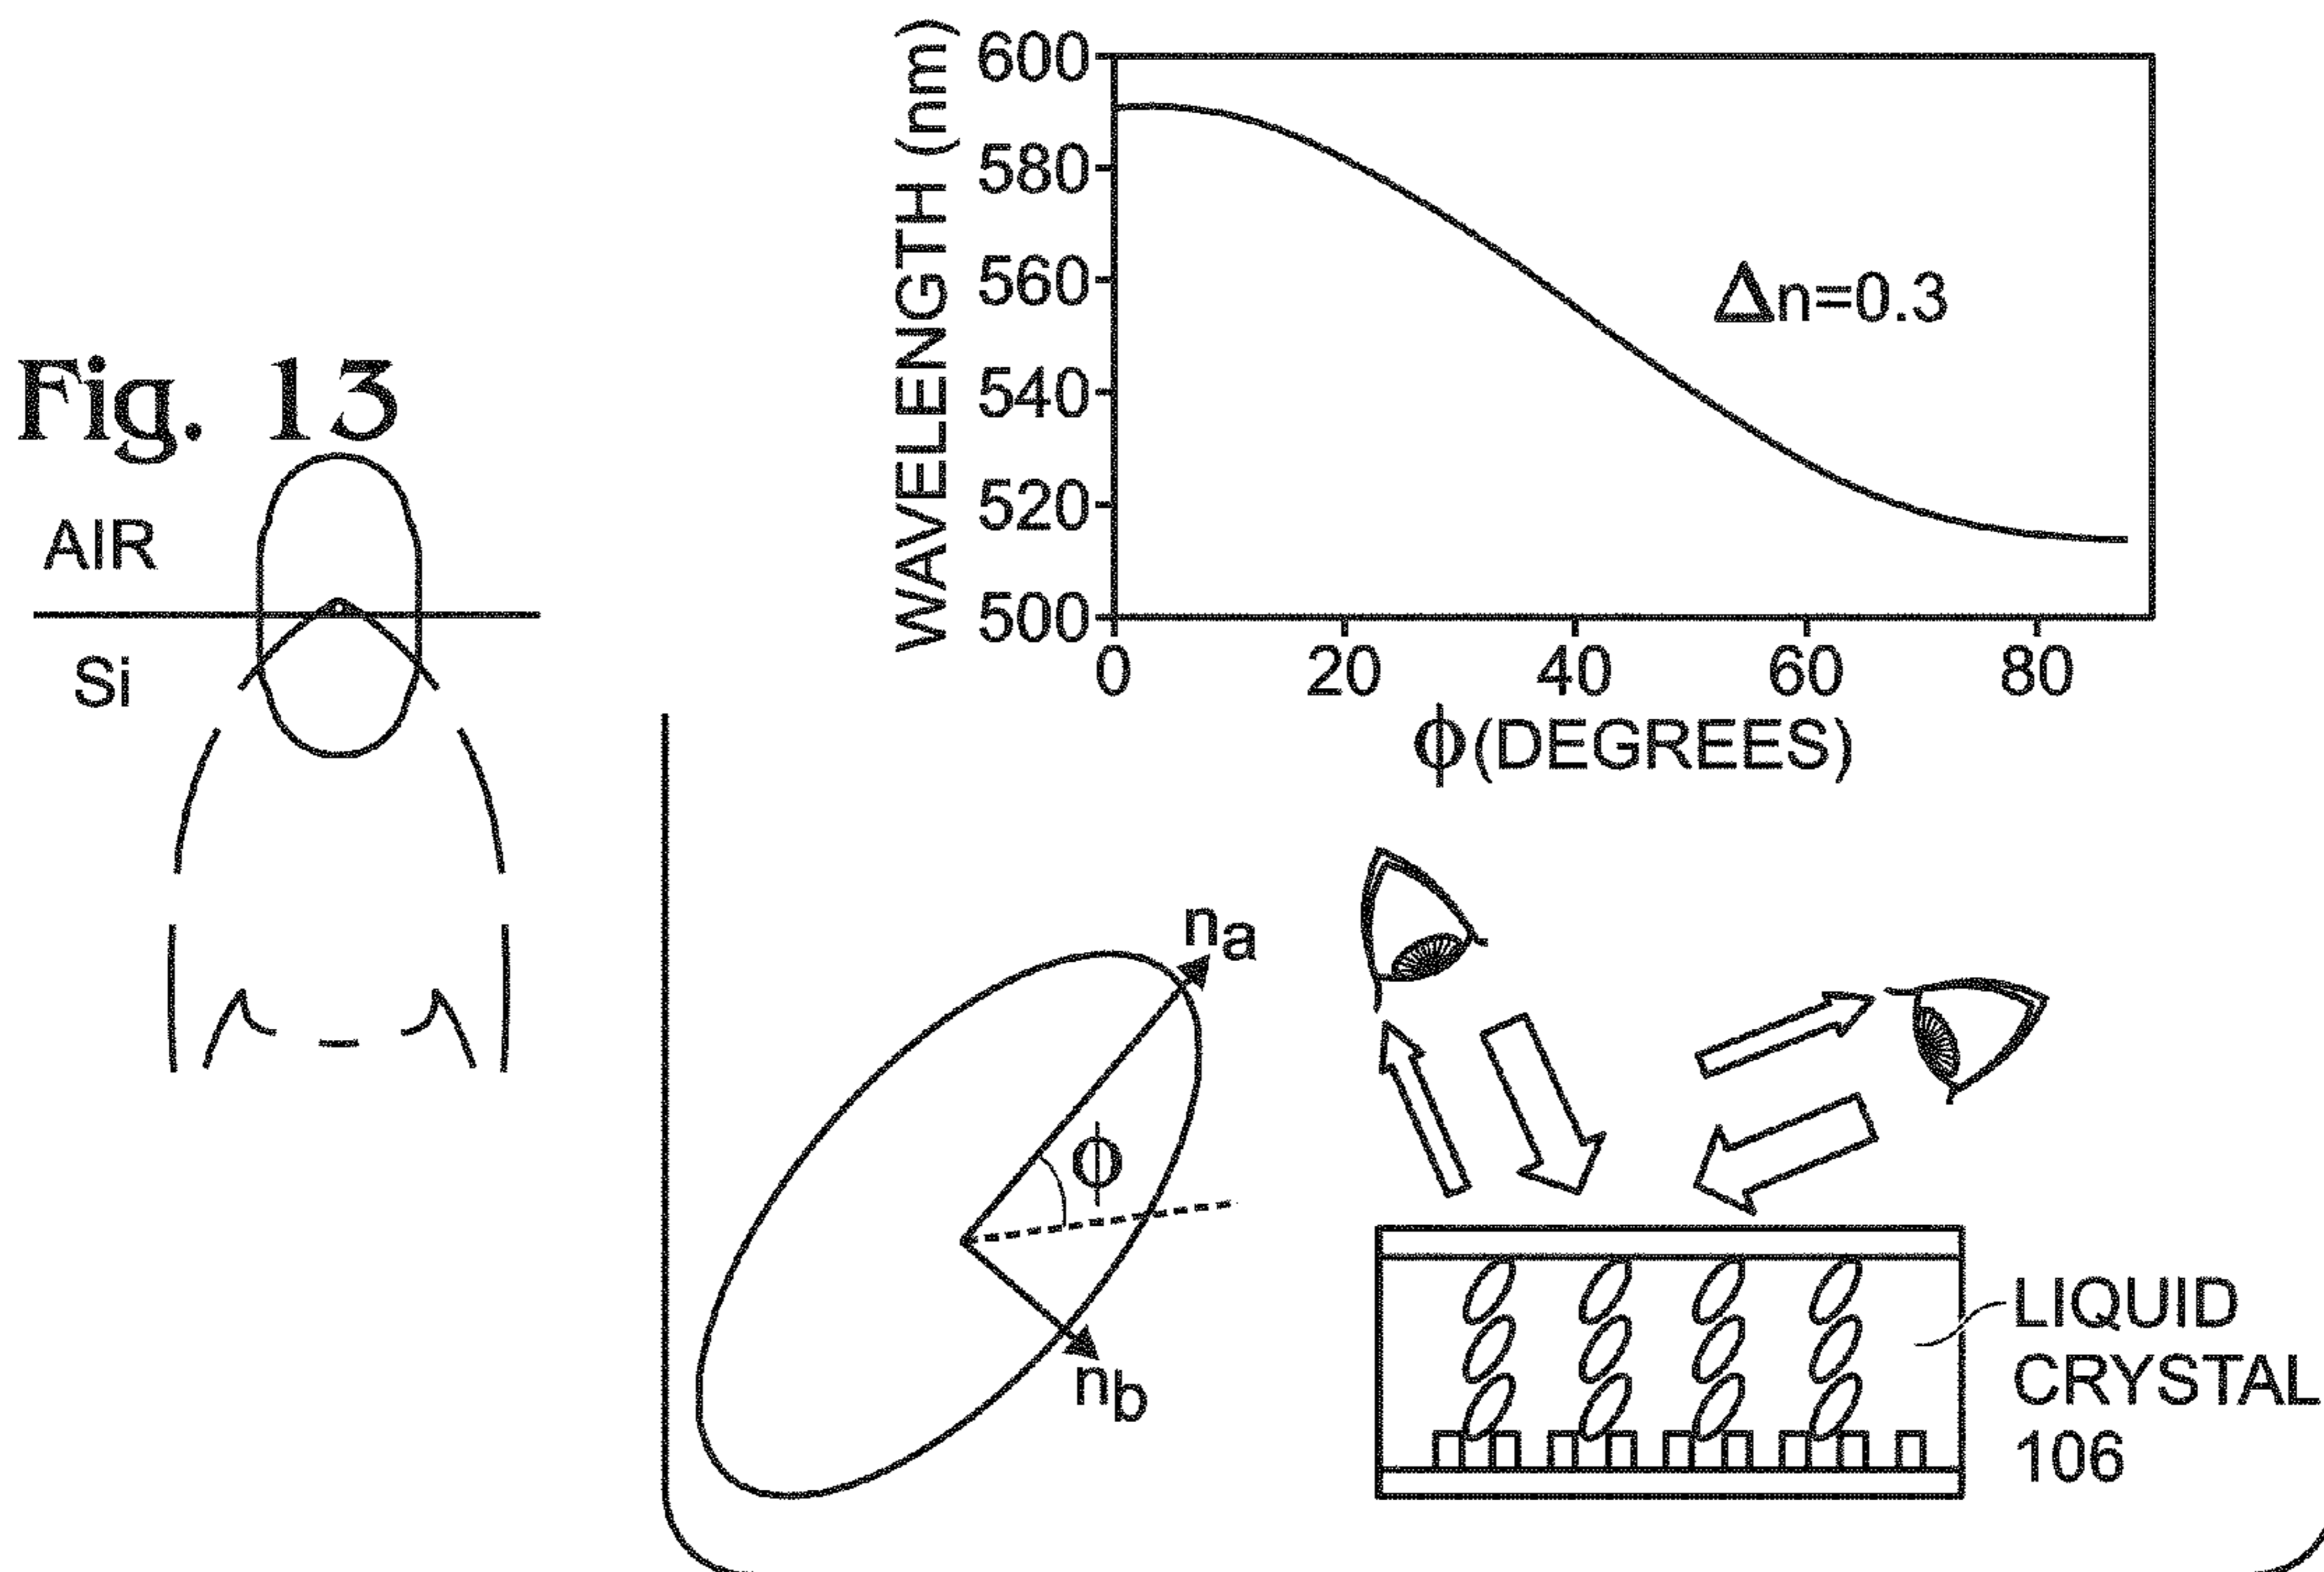 Fig. 13
AIR
Si
WAVELENGTH (nm)
600
580
560
540
520
500
0 20 40 60 80
ϕ(DEGREES)
Δn=0.3
na
ϕ
nb
LIQUID
CRYSTAL
106